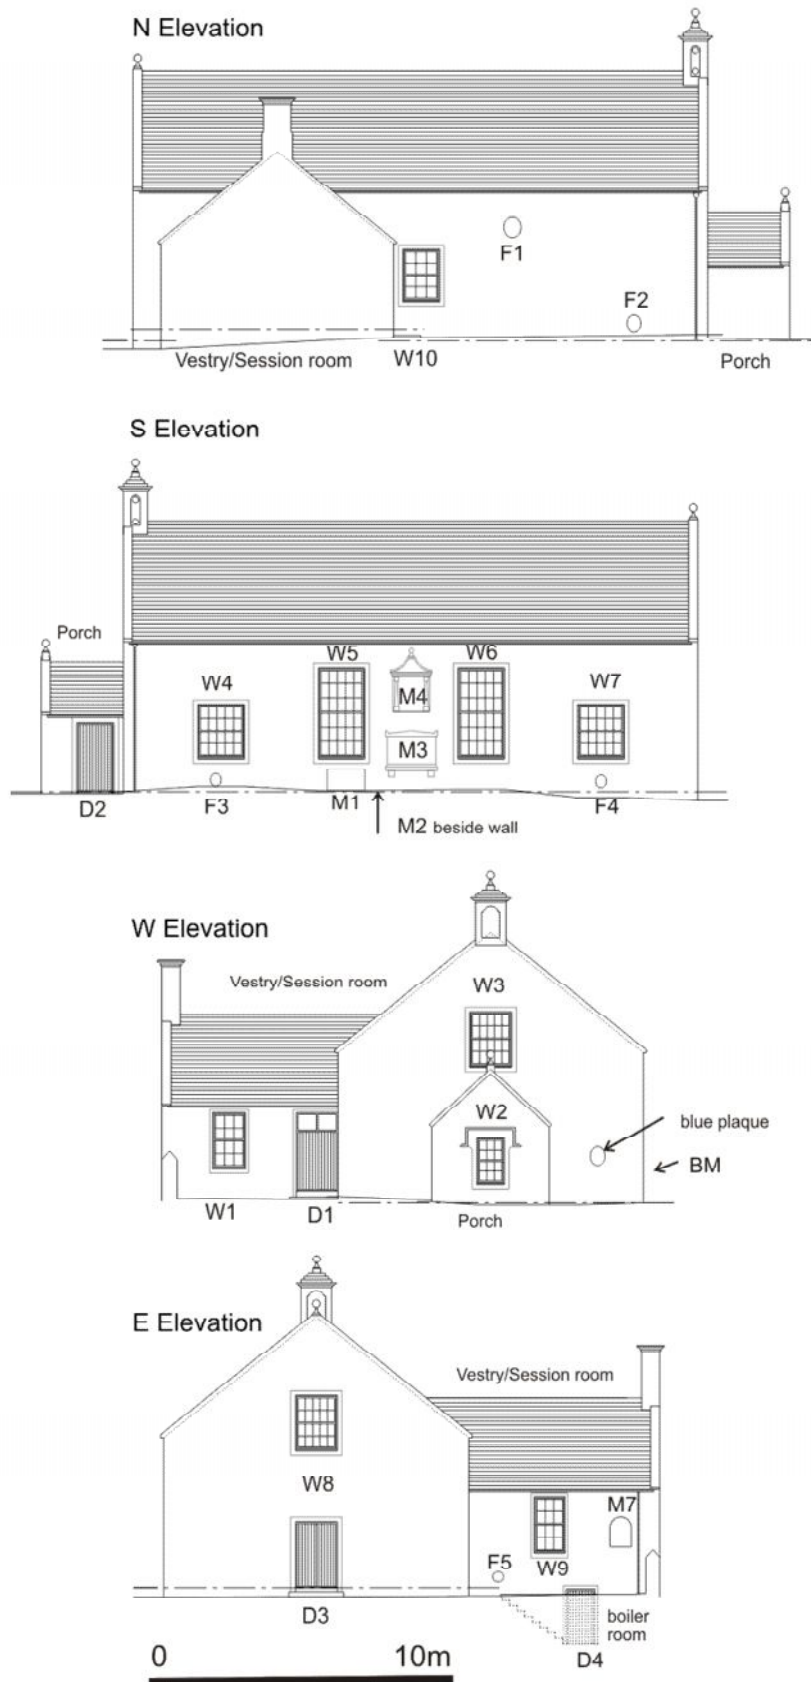 N Elevation
F1
F2
Vestry/Session room W10 Porch
S Elevation
Porch
W5 W6
W4 W7
M4
M3
D2 F3 M1 F4
M2 beside wall
W Elevation
Vestry/Session room W3
W2
blue plaque
BM
W1 D1 Porch
E Elevation
Vestry/Session room
W8 M7
F5 W9
D3 boiler
room
D4
0 10m